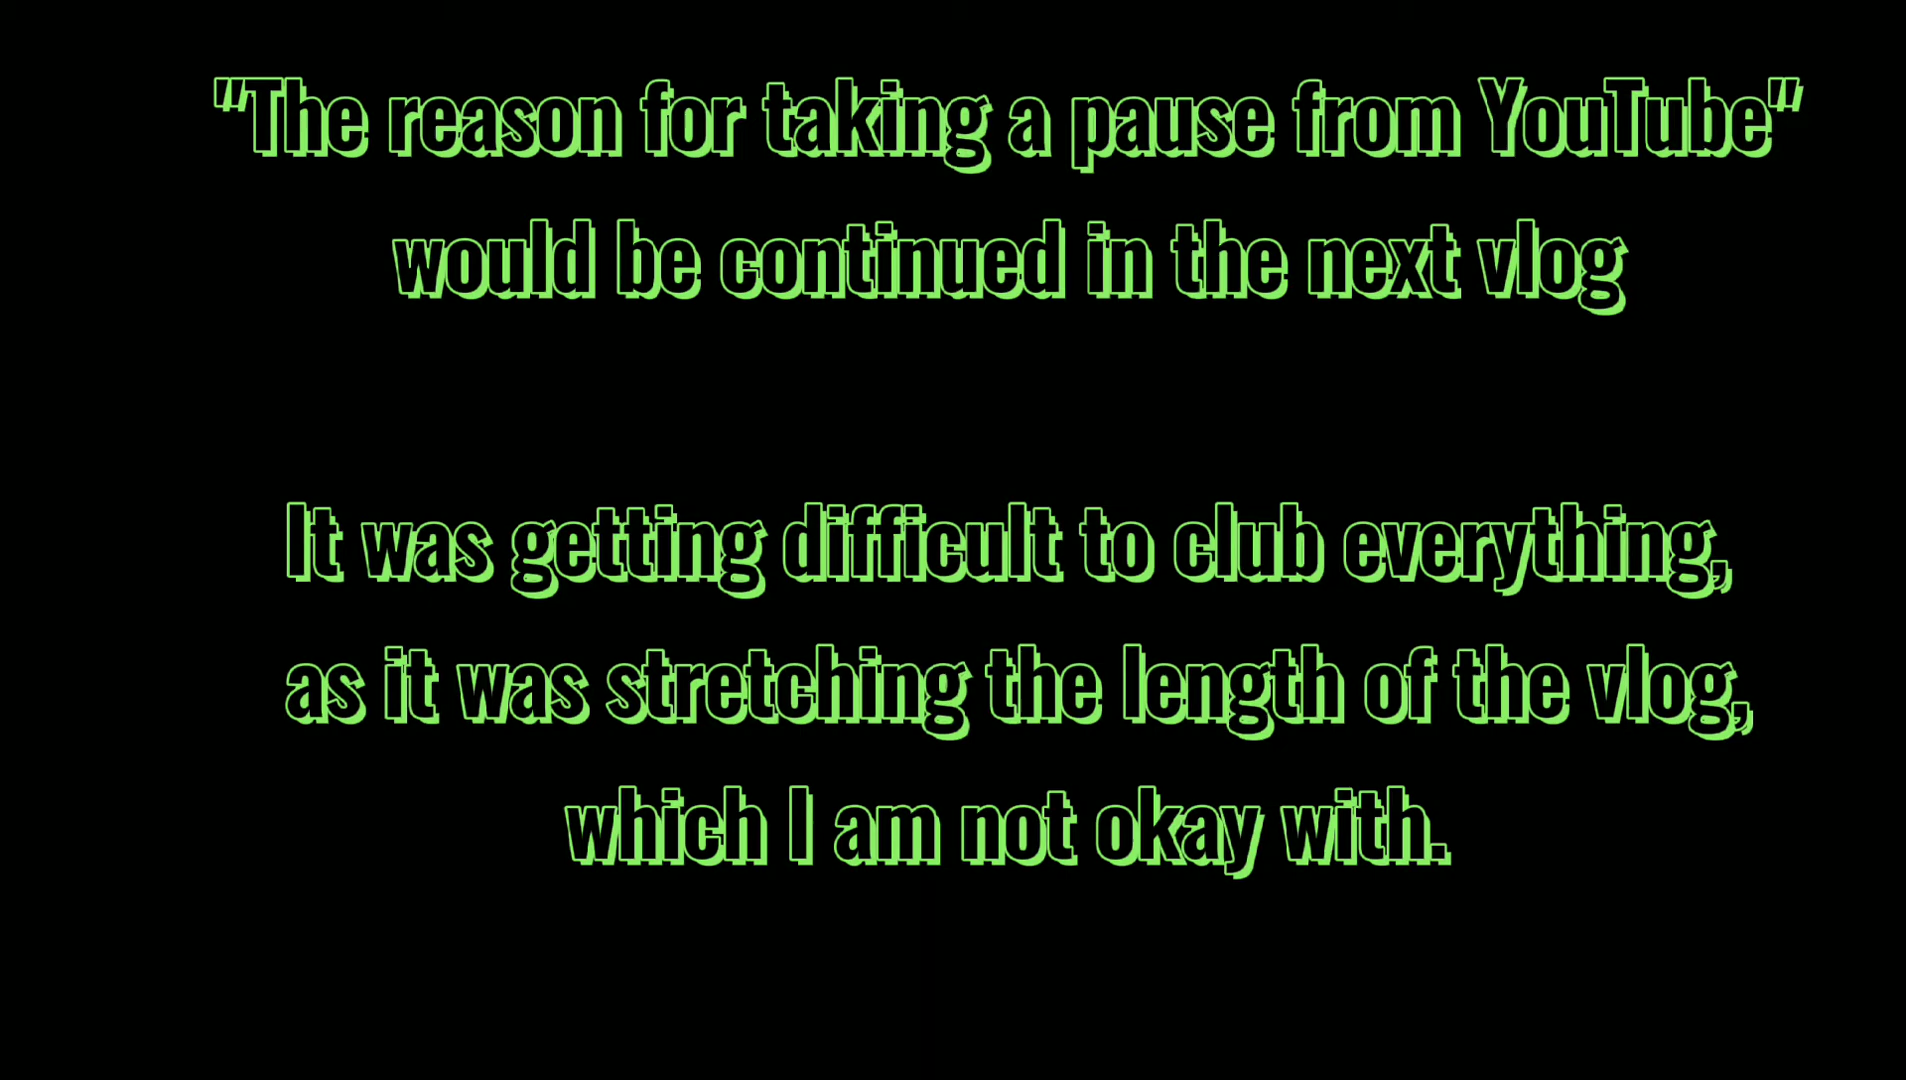 "The reason for taking a pause from YouTube"
would be continued in the next vlog
It was getting difficult to club everything,
as it was stretching the length of the vlog,
which I am not okay with.